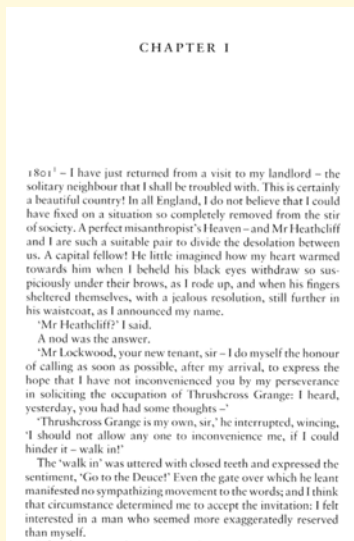 CHAPTER I
1801¹ – I have just returned from a visit to my landlord – the
solitary neighbour that I shall be troubled with. This is certainly
a beautiful country! In all England, I do not believe that I could
have fixed on a situation so completely removed from the stir
of society. A perfect misanthropist's Heaven – and Mr Heathcliff
and I are such a suitable pair to divide the desolation between
us. A capital fellow! He little imagined how my heart warmed
towards him when I beheld his black eyes withdraw so sus-
piciously under their brows, as I rode up, and when his fingers
sheltered themselves, with a jealous resolution, still further in
his waistcoat, as I announced my name.
'Mr Heathcliff?' I said.
A nod was the answer.
'Mr Lockwood, your new tenant, sir – I do myself the honour
of calling as soon as possible, after my arrival, to express the
hope that I have not inconvenienced you by my perseverance
in soliciting the occupation of Thrushcross Grange: I heard,
yesterday, you had had some thoughts –'
'Thrushcross Grange is my own, sir,' he interrupted, wincing,
'I should not allow any one to inconvenience me, if I could
hinder it – walk in!'
The 'walk in' was uttered with closed teeth and expressed the
sentiment, 'Go to the Deuce!' Even the gate over which he leant
manifested no sympathizing movement to the words; and I think
that circumstance determined me to accept the invitation: I felt
interested in a man who seemed more exaggeratedly reserved
than myself.